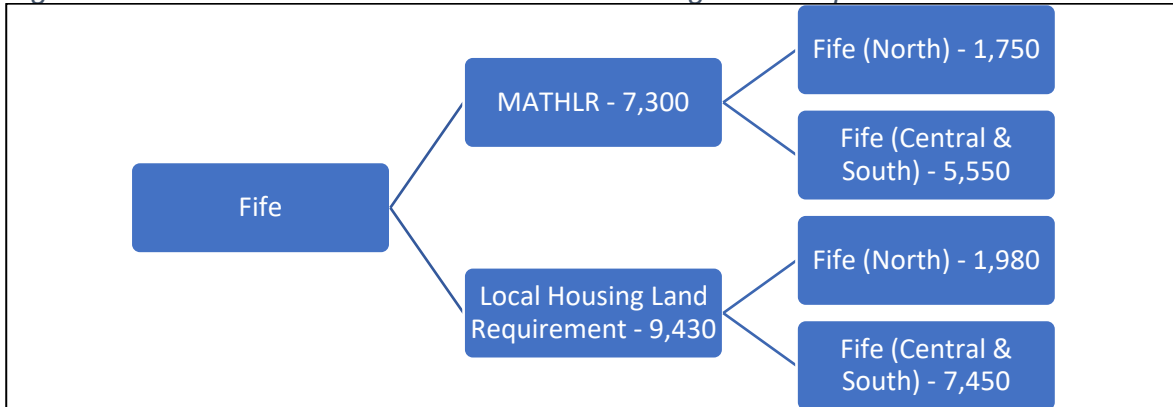 Fife
MATHLR - 7,300
Fife (North) - 1,750
Fife (Central &
South) - 5,550
Local Housing Land
Requirement - 9,430
Fife (North) - 1,980
Fife (Central &
South) - 7,450